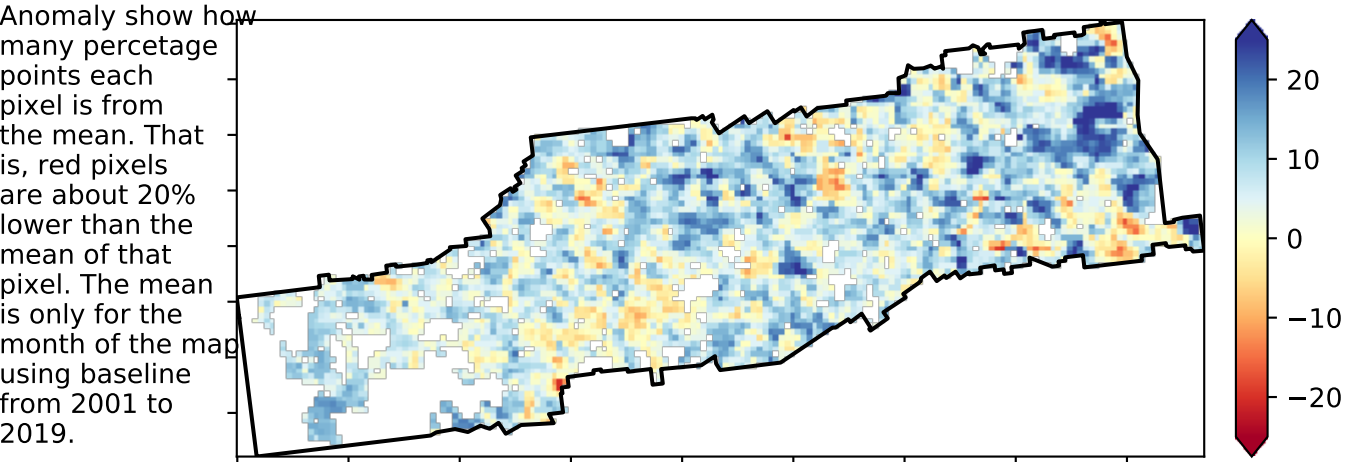 Anomaly show how
many percetage
points each
pixel is from
the mean. That
is, red pixels
are about 20%
lower than the
mean of that
pixel. The mean
is only for the
month of the map
using baseline
from 2001 to
2019.
20
10
0
−10
−20